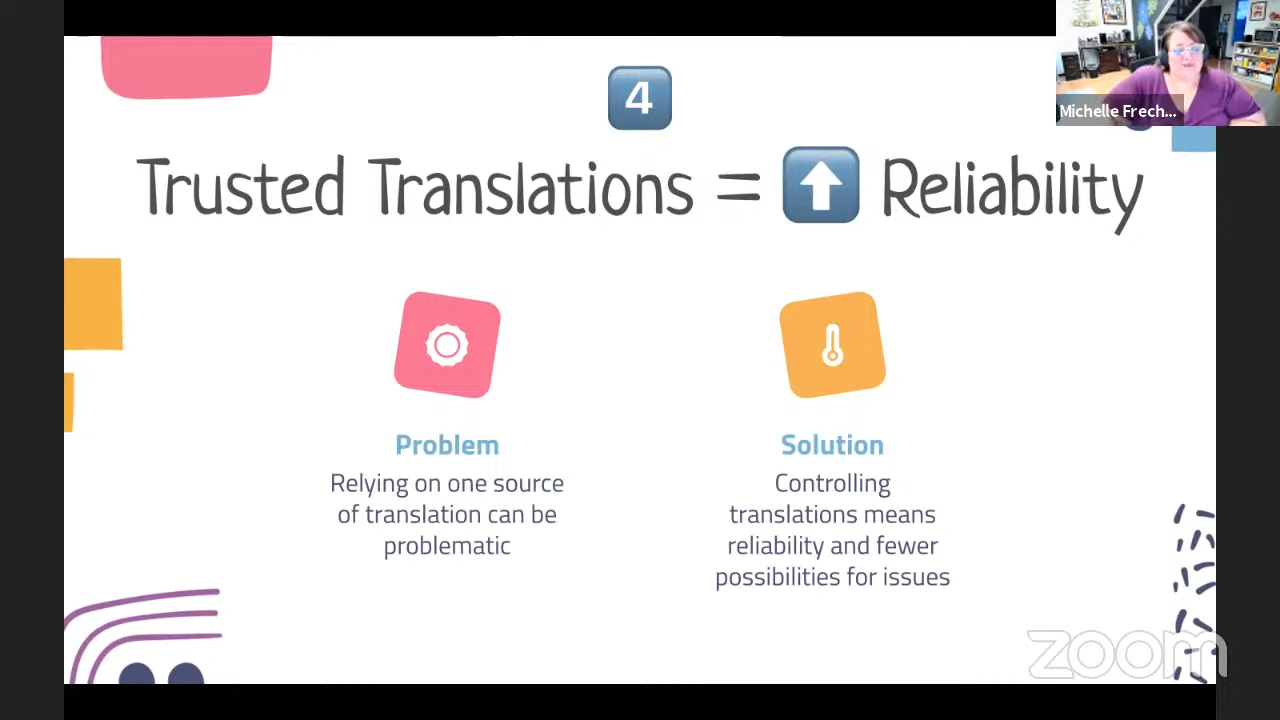 4
Trusted Translations = ⬆ Reliability
Problem
Relying on one source
of translation can be
problematic
Solution
Controlling
translations means
reliability and fewer
possibilities for issues
Michelle Frech...
zoom